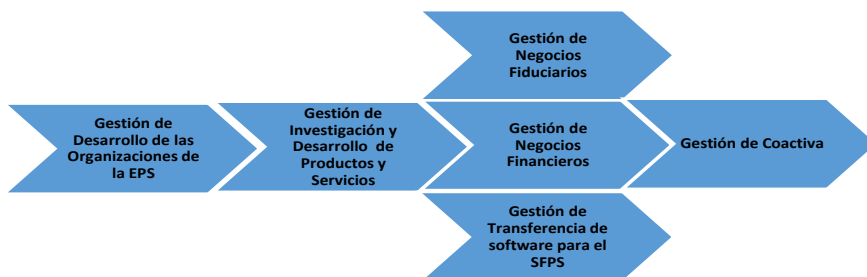 Gestión de
Desarrollo de las
Organizaciones de
la EPS
Gestión de
Investigación y
Desarrollo de
Productos y
Servicios
Gestión de
Negocios
Fiduciarios
Gestión de
Negocios
Financieros
Gestión de
Transferencia de
software para el
SFPS
Gestión de Coactiva